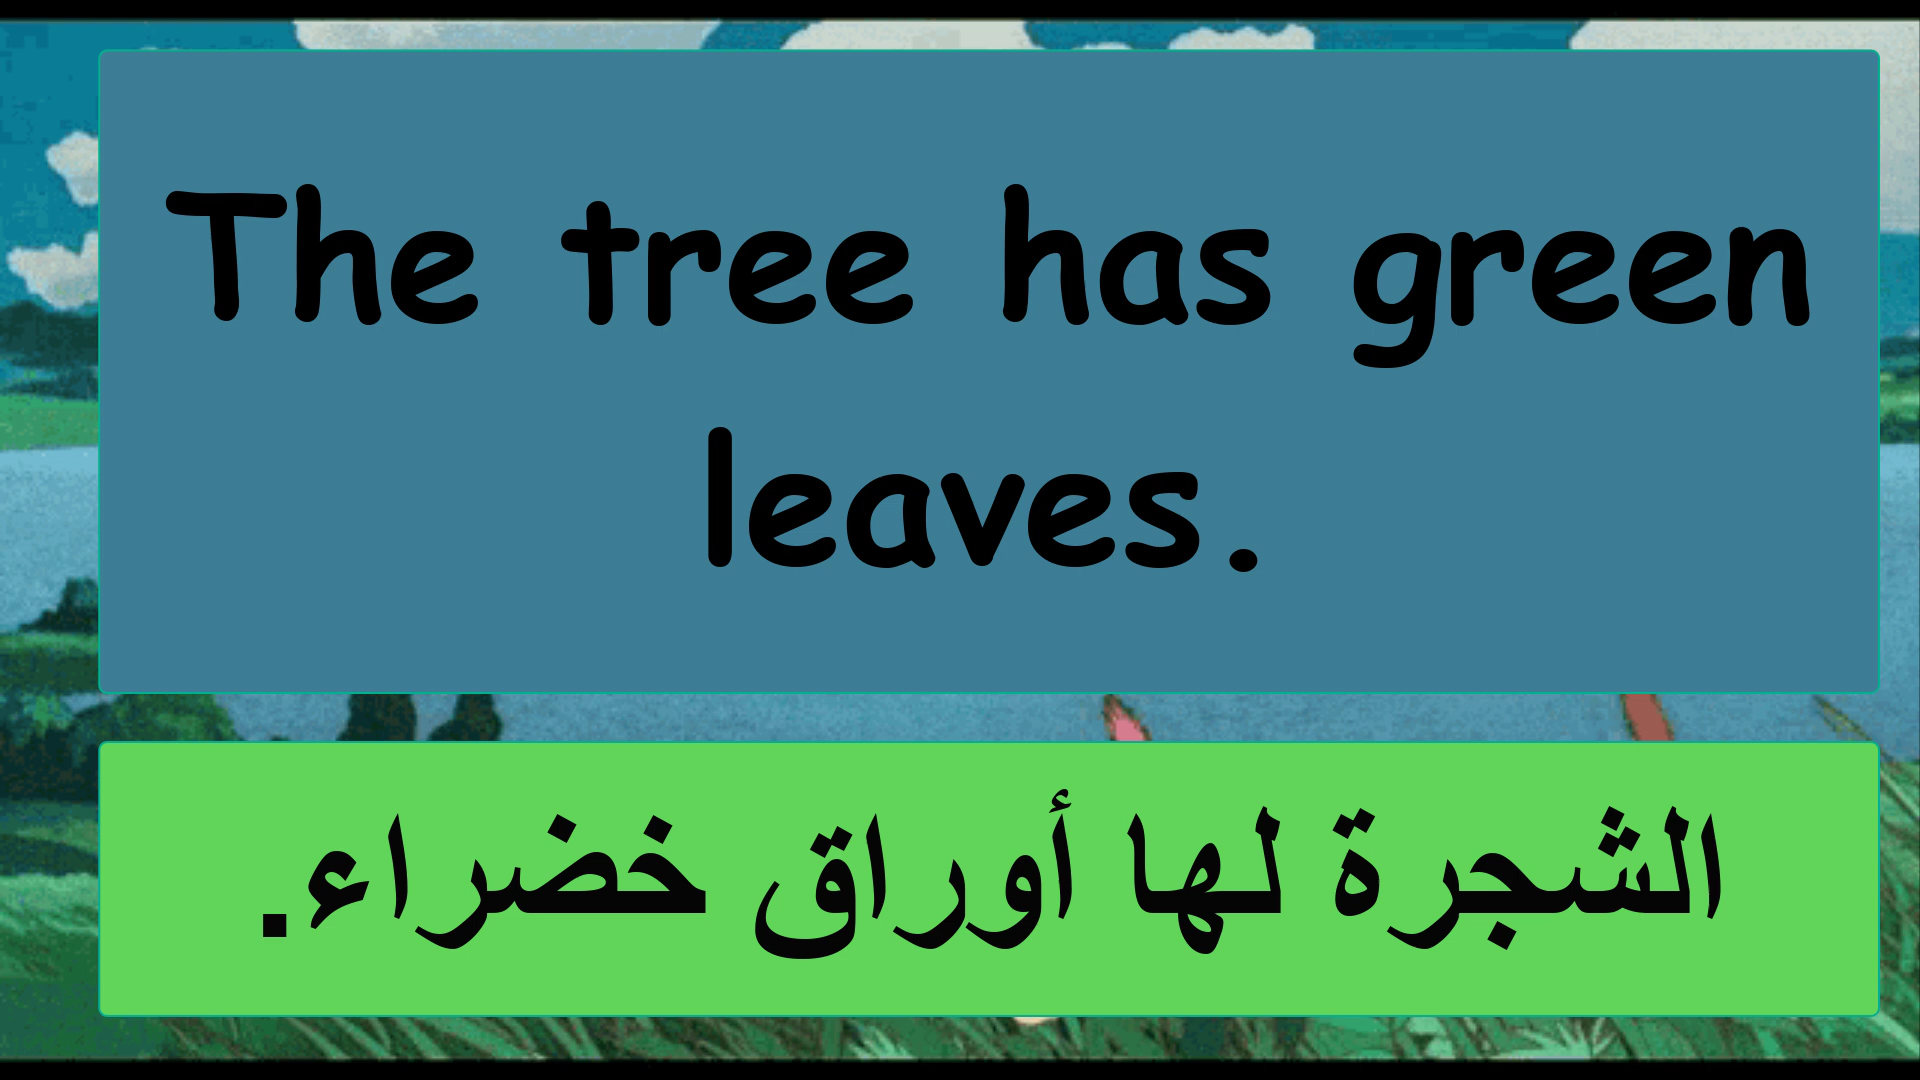 The tree has green
leaves.
الشجرة لها أوراق خضراء.